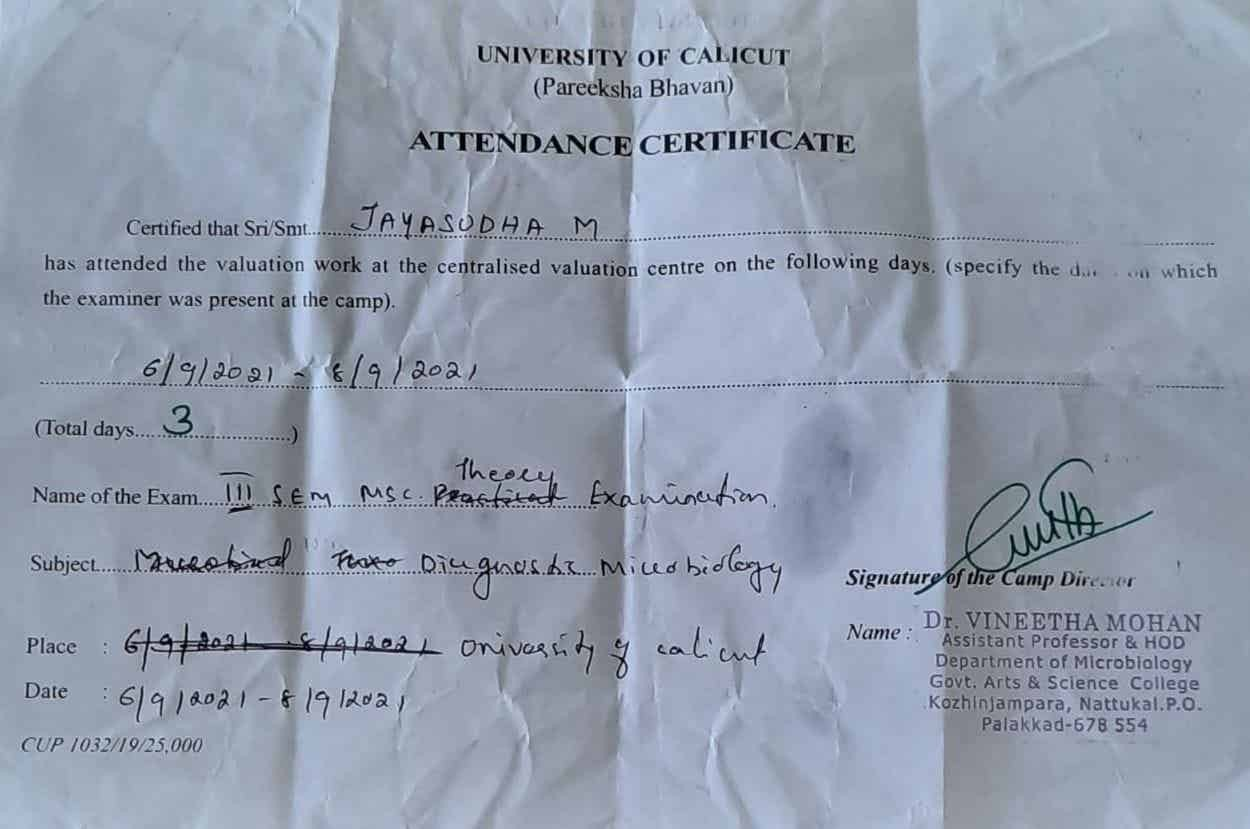 UNIVERSITY OF CALICUT
(Pareeksha Bhavan)
ATTENDANCE CERTIFICATE
Certified that Sri/Smt...... JAYASUDHA M
has attended the valuation work at the centralised valuation centre on the following days. (specify the on which
the examiner was present at the camp).
6/9/2021 - 8/9/2021
(Total days.... 3 ................)
Theory
Name of the Exam.... III SEM MSC. Practical Examination.
Subject...... Diagnostic Microbiology
Place : 6/9/2021 - 8/9/2021 University of calicut
Date : 6/9/2021 - 8/9/2021
CUP 1032/19/25,000
Signature of the Camp Director
Name : Dr. VINEETHA MOHAN
Assistant Professor & HOD
Department of Microbiology
Govt. Arts & Science College
Kozhinjampara, Nattukal.P.O.
Palakkad-678 554